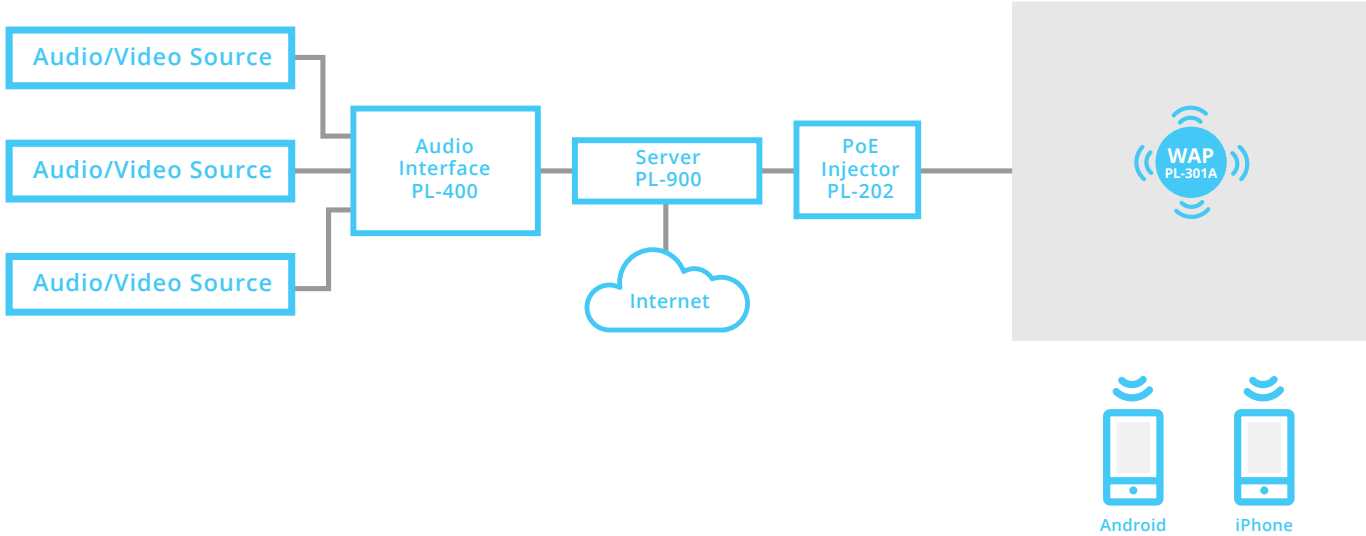 Audio/Video Source
Audio/Video Source
Audio/Video Source
Audio
Interface
PL-400
Server
PL-900
Internet
PoE
Injector
PL-202
WAP
PL-301A
Android
iPhone